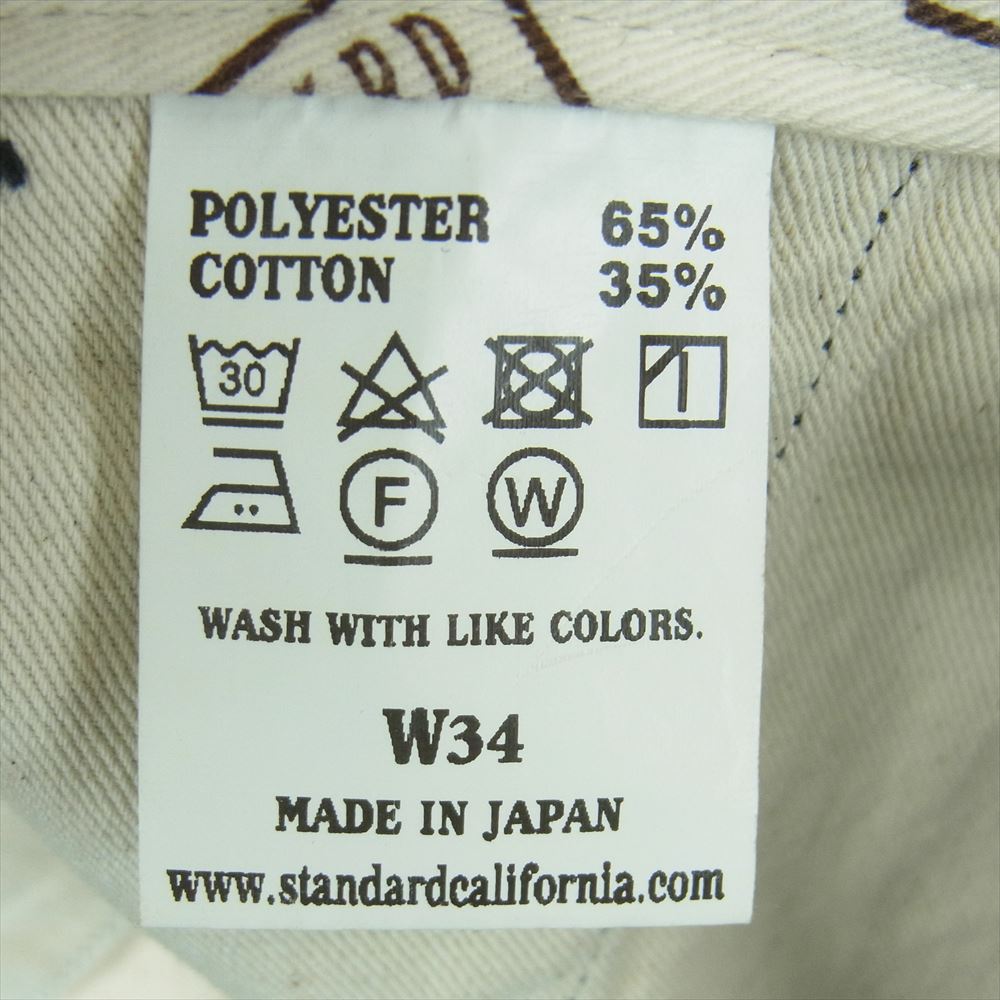 POLYESTER 65%
COTTON 35%
30
F W
WASH WITH LIKE COLORS.
W34
MADE IN JAPAN
www.standardcalifornia.com